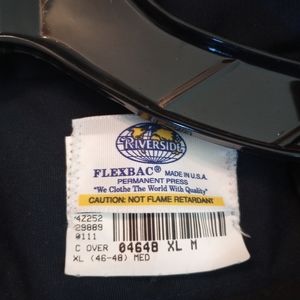 RIVERSIDE
FLEXBAC® MADE IN U.S.A.
PERMANENT PRESS
"We Clothe The World With Quality"
CAUTION: NOT FLAME RETARDANT
4Z252
29889
0111
C OVER 04648 XL M
XL (46-48) MED